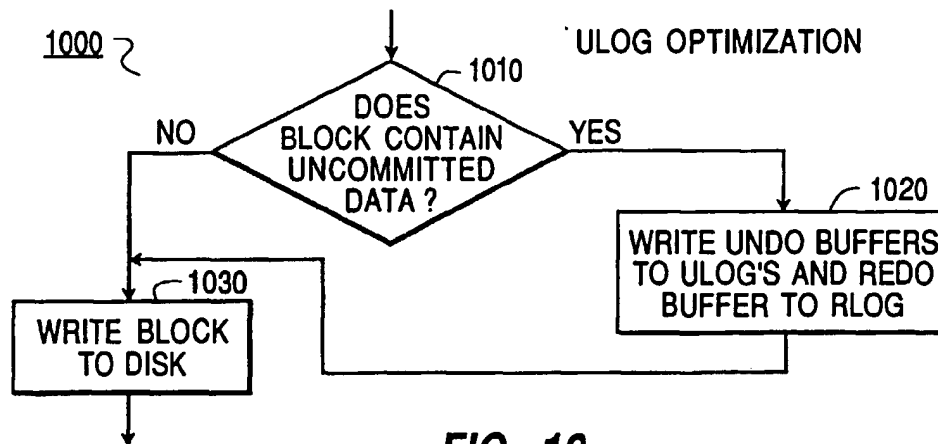 1000
ULOG OPTIMIZATION
1010
DOES
BLOCK CONTAIN
UNCOMMITTED
DATA ?
NO
YES
1020
WRITE UNDO BUFFERS
TO ULOG'S AND REDO
BUFFER TO RLOG
1030
WRITE BLOCK
TO DISK